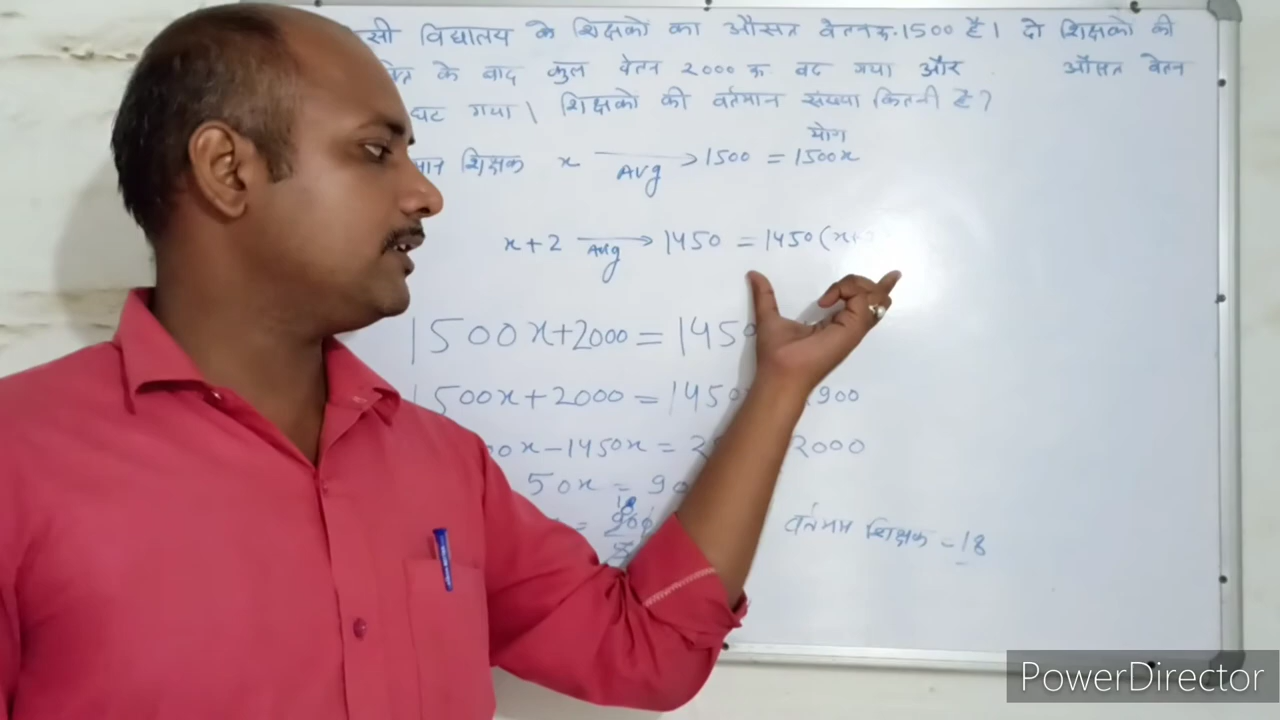 सी विद्यालय के शिक्षको का औसत वेतन रु.1500 है। दो शिक्षको की
के बाद कुल वेतन 2000 रु बढ गया और औसत वेतन
घट गया। शिक्षको की वर्तमान संख्या कितनी है?
योग
मान शिक्षक x Avg 1500 = 1500x
x+2 Avg 1450 = 1450(x+
1500x+2000 = 1450
1500x+2000 = 1450 900
00x-1450x = 2 2000
50x = 90
10
= 900
वर्तमान शिक्षक = 18
PowerDirector